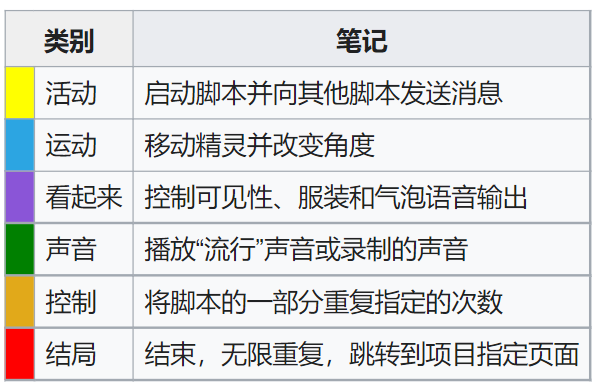 类别 笔记
活动 启动脚本并向其他脚本发送消息
运动 移动精灵并改变角度
看起来 控制可见性、服装和气泡语音输出
声音 播放“流行”声音或录制的声音
控制 将脚本的一部分重复指定的次数
结局 结束，无限重复，跳转到项目指定页面